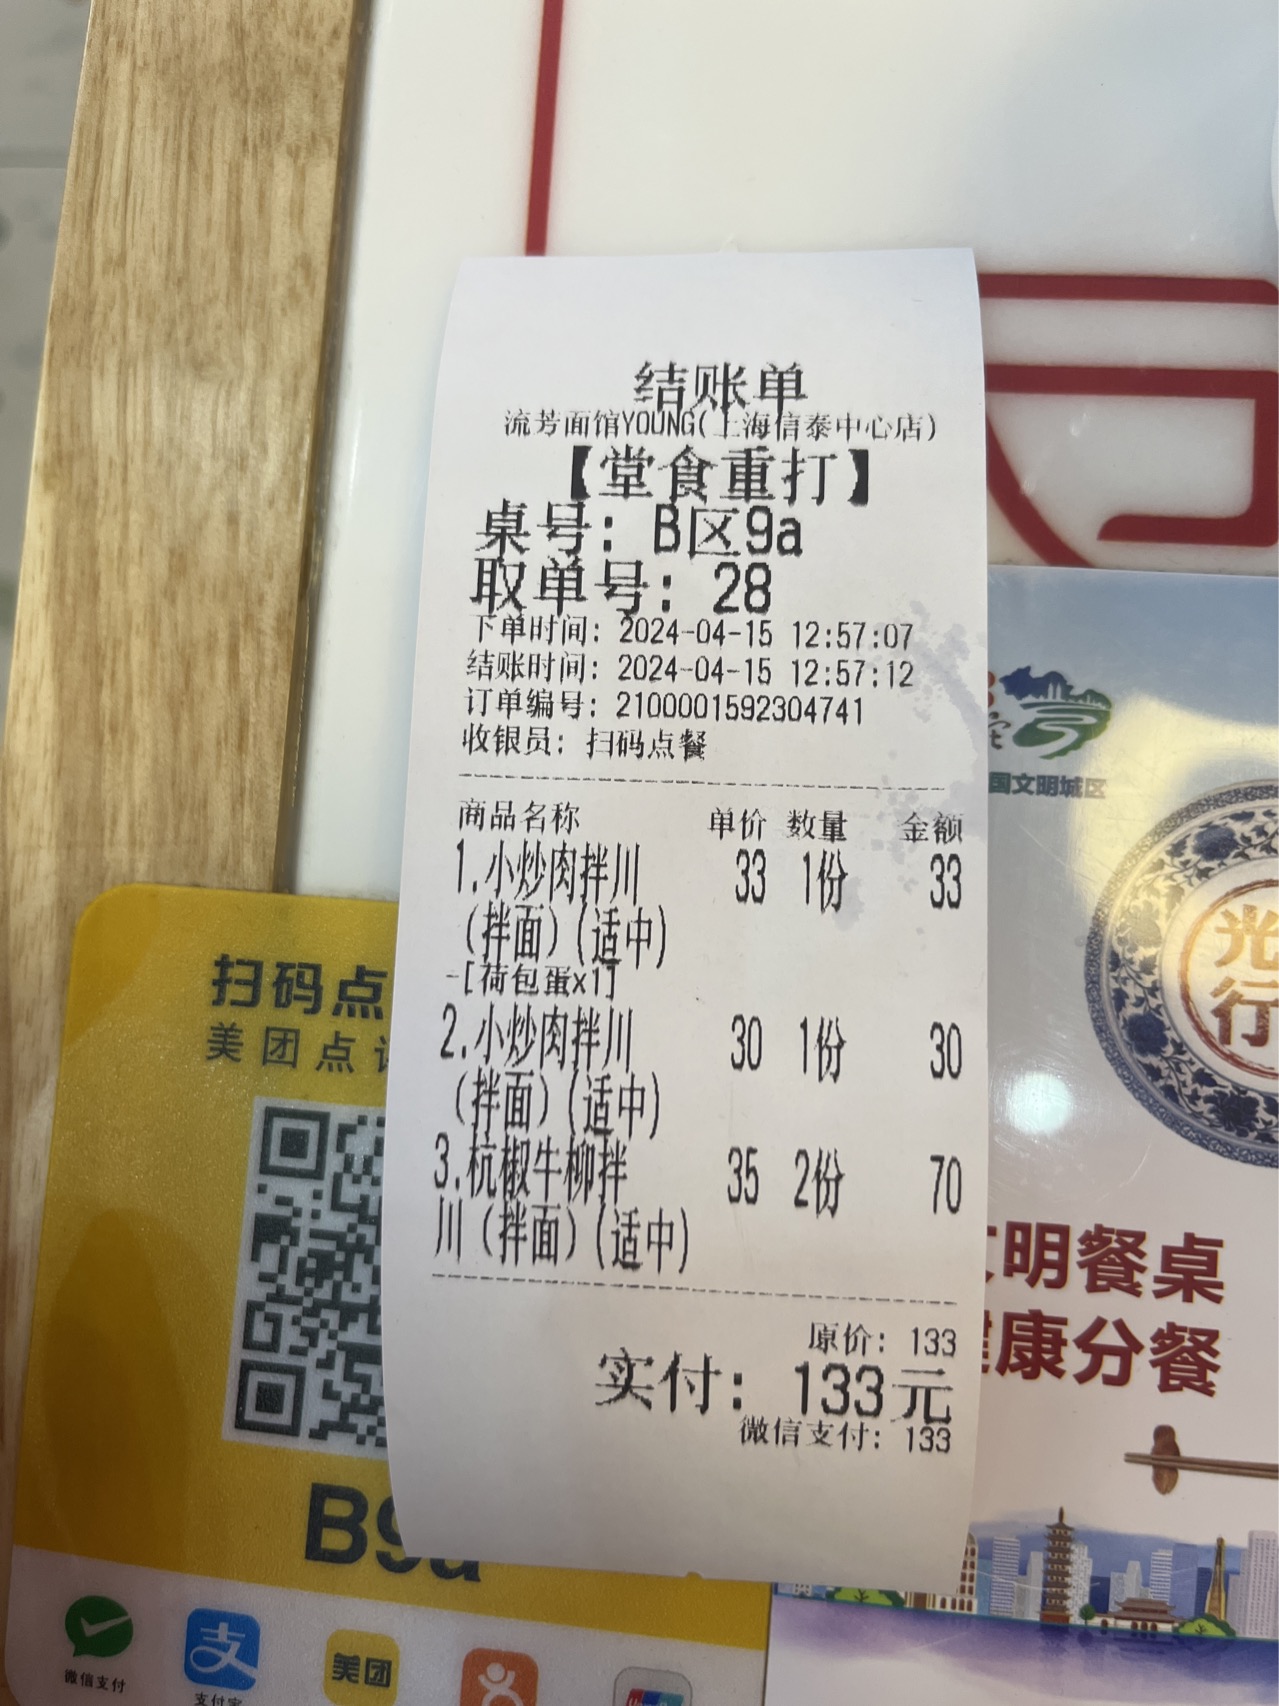 结账单
流芳面馆YOUNG(上海信泰中心店)
【堂食重打】
桌号: B区9a
取单号: 28
下单时间: 2024-04-15 12:57:07
结账时间: 2024-04-15 12:57:12
订单编号: 2100001592304741
收银员: 扫码点餐
商品名称 单价 数量 金额
1.小炒肉拌川 33 1份 33
(拌面)(适中)
-[荷包蛋x1]
2.小炒肉拌川 30 1份 30
(拌面)(适中)
3.杭椒牛柳拌 35 2份 70
川(拌面)(适中)
原价: 133
实付: 133元
微信支付: 133
扫码点
美团点
B9a
微信支付
支付宝
美团
国文明城区
光
行
明餐桌
康分餐